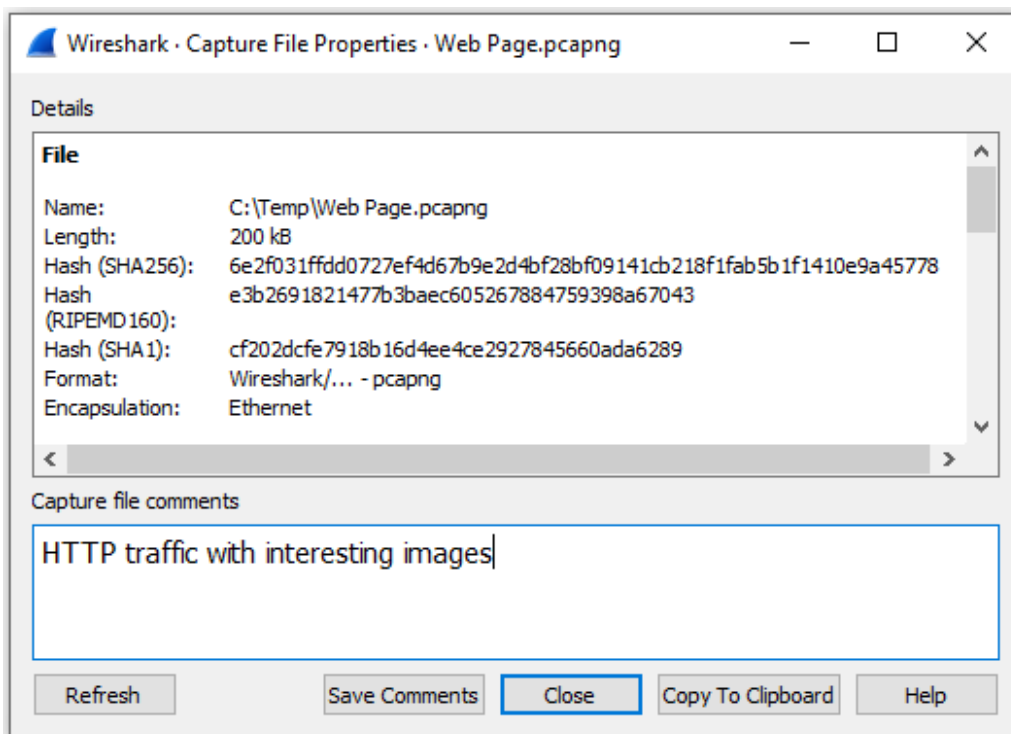 Wireshark · Capture File Properties · Web Page.pcapng
Details
File
Name: C:\Temp\Web Page.pcapng
Length: 200 kB
Hash (SHA256): 6e2f031ffdd0727ef4d67b9e2d4bf28bf09141cb218f1fab5b1f1410e9a45778
Hash e3b2691821477b3baec605267884759398a67043
(RIPEMD160):
Hash (SHA1): cf202dcfe7918b16d4ee4ce2927845660ada6289
Format: Wireshark/... - pcapng
Encapsulation: Ethernet
Capture file comments
HTTP traffic with interesting images
Refresh Save Comments Close Copy To Clipboard Help